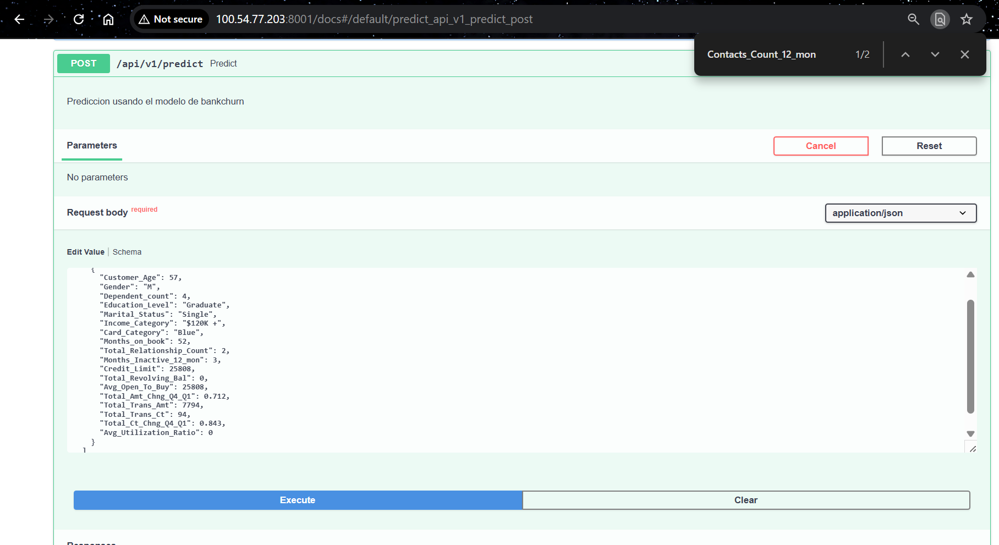 Not secure
100.54.77.203:8001/docs#/default/predict_api_v1_predict_post
Contacts_Count_12_mon 1/2
POST /api/v1/predict Predict
Prediccion usando el modelo de bankchurn
Parameters
Cancel
Reset
No parameters
Request body required
application/json
Edit Value | Schema
{
"Customer_Age": 57,
"Gender": "M",
"Dependent_count": 4,
"Education_Level": "Graduate",
"Marital_Status": "Single",
"Income_Category": "$120K +",
"Card_Category": "Blue",
"Months_on_book": 52,
"Total_Relationship_Count": 2,
"Months_Inactive_12_mon": 3,
"Credit_Limit": 25808,
"Total_Revolving_Bal": 0,
"Avg_Open_To_Buy": 25808,
"Total_Amt_Chng_Q4_Q1": 0.712,
"Total_Trans_Amt": 7794,
"Total_Trans_Ct": 94,
"Total_Ct_Chng_Q4_Q1": 0.843,
"Avg_Utilization_Ratio": 0
}
]
Execute
Clear
Responses